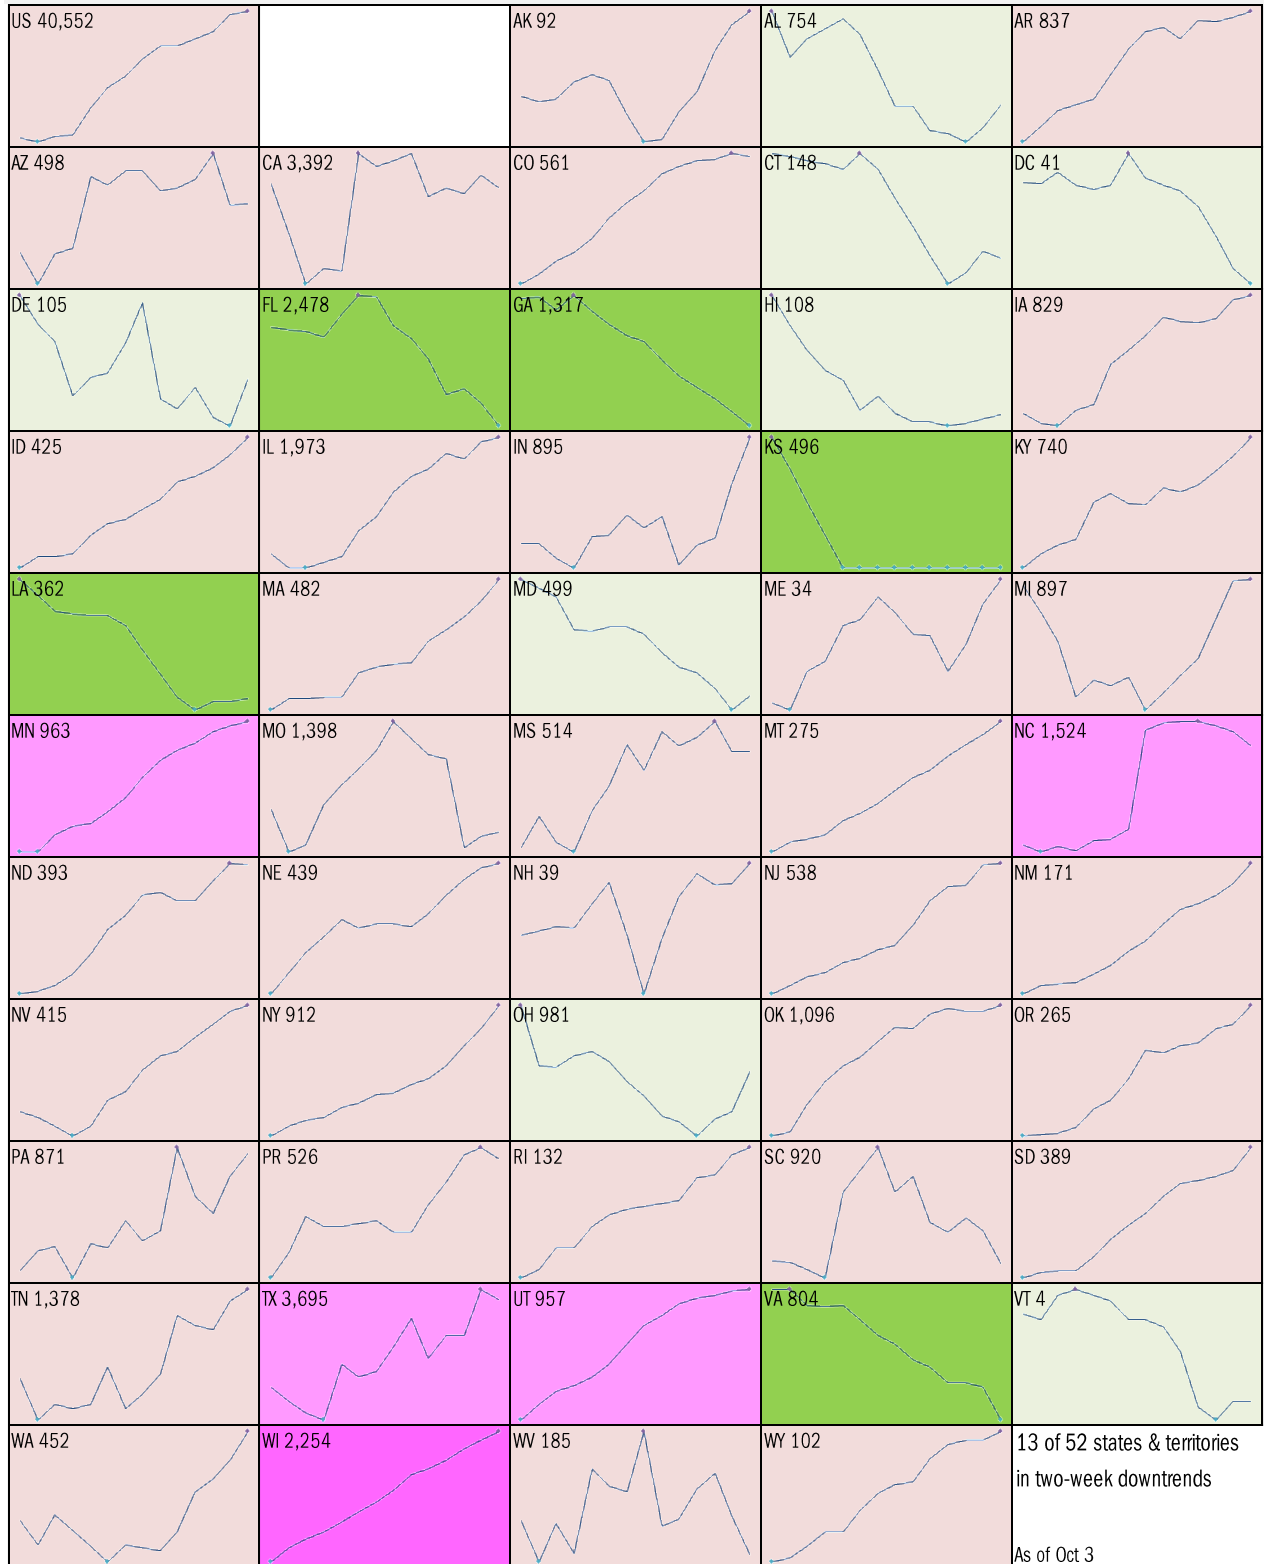 US 40,552
AK 92
AL 754
AR 837
AZ 498
CA 3,392
CO 561
CT 148
DC 41
DE 105
FL 2,478
GA 1,317
HI 108
IA 829
ID 425
IL 1,973
IN 895
KS 496
KY 740
LA 362
MA 482
MD 499
ME 34
MI 897
MN 963
MO 1,398
MS 514
MT 275
NC 1,524
ND 393
NE 439
NH 39
NJ 538
NM 171
NV 415
NY 912
OH 981
OK 1,096
OR 265
PA 871
PR 526
RI 132
SC 920
SD 389
TN 1,378
TX 3,695
UT 957
VA 804
VT 4
WA 452
WI 2,254
WV 185
WY 102
13 of 52 states & territories
in two-week downtrends
As of Oct 3